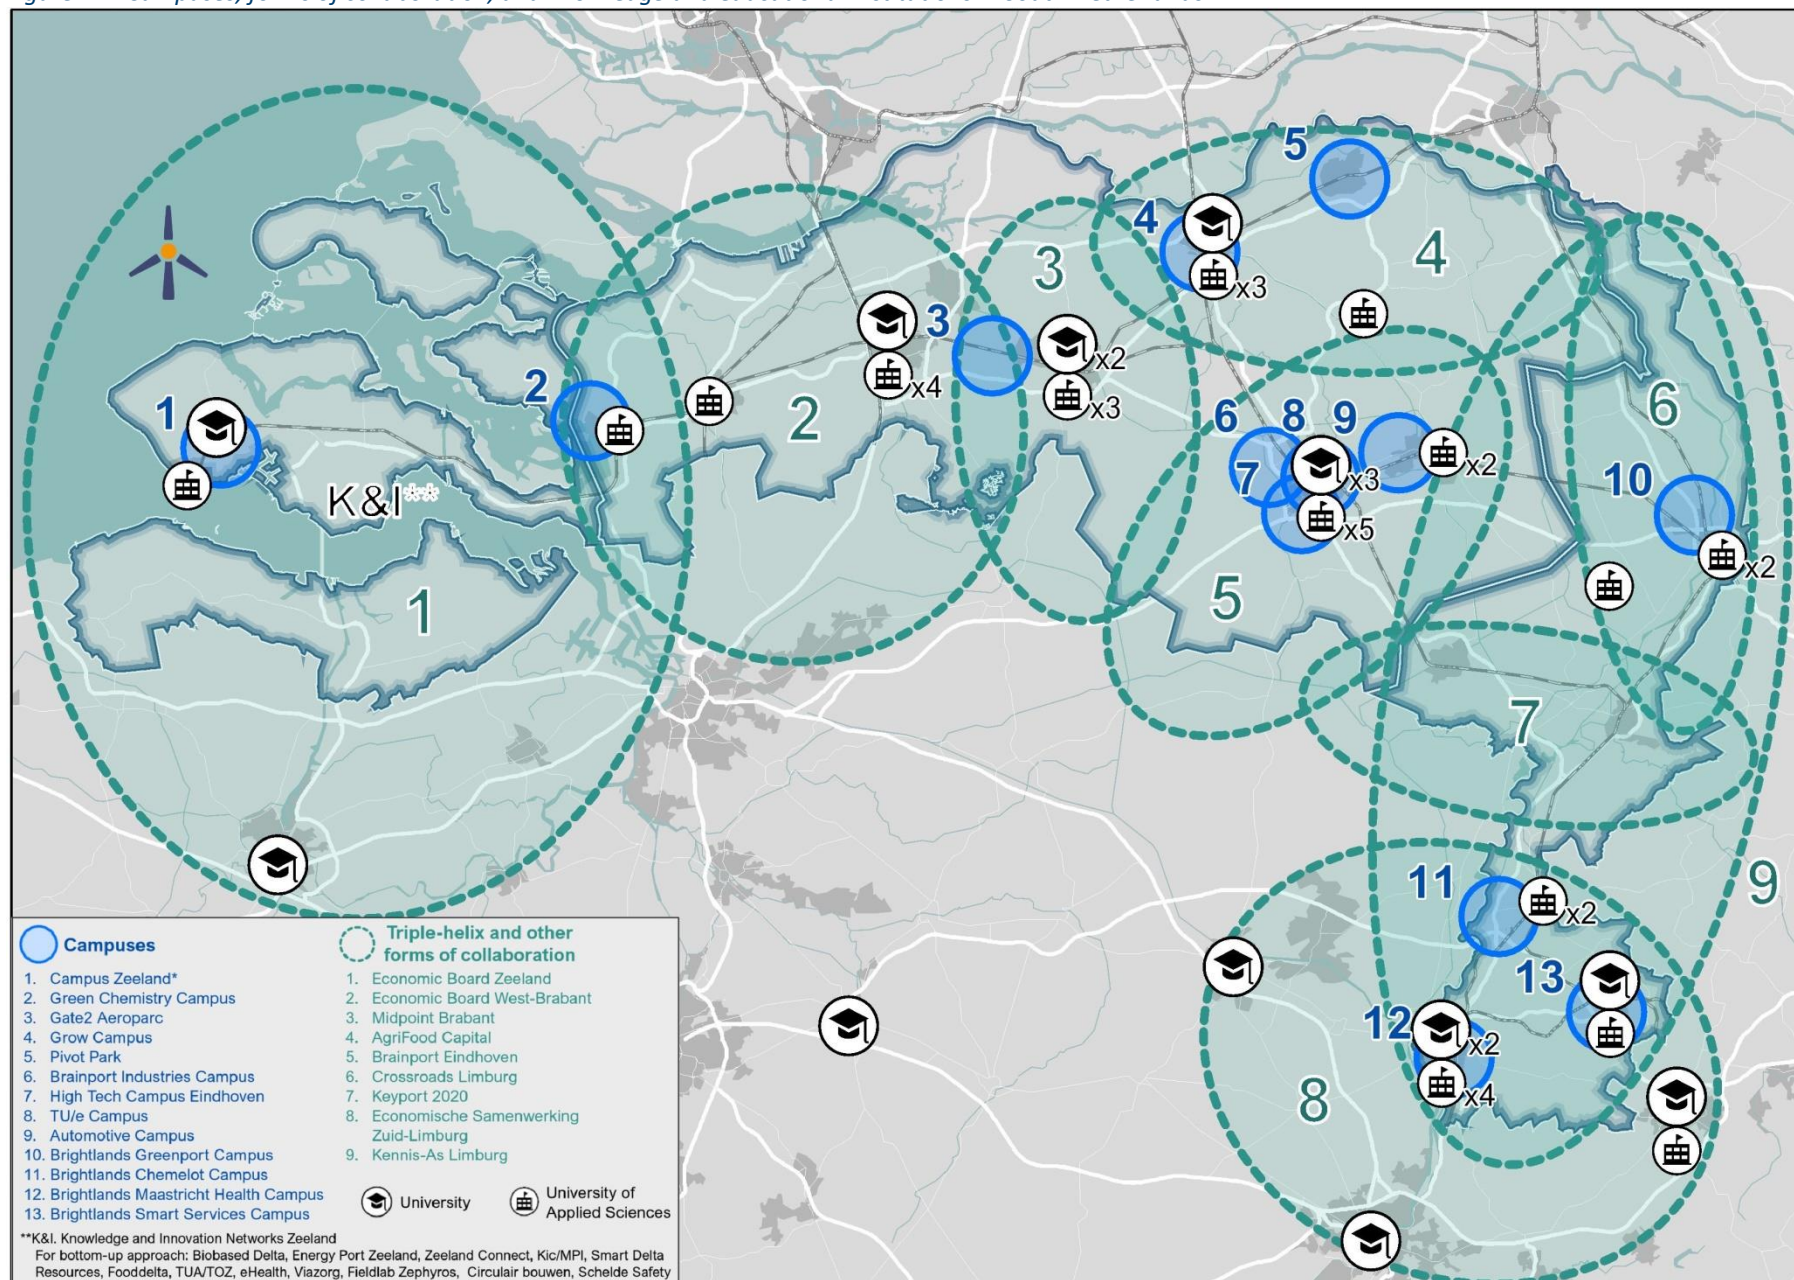 5
4
3
4
x3
3
x2
x4
x3
2
6
8
9
6
2
1
7
x3
x2
10
x5
K&I**
x2
1
5
7
11
x2
9
13
12
x2
8
x4
Campuses
1. Campus Zeeland*
2. Green Chemistry Campus
3. Gate2 Aeroparc
4. Grow Campus
5. Pivot Park
6. Brainport Industries Campus
7. High Tech Campus Eindhoven
8. TU/e Campus
9. Automotive Campus
10. Brightlands Greenport Campus
11. Brightlands Chemelot Campus
12. Brightlands Maastricht Health Campus
13. Brightlands Smart Services Campus
Triple-helix and other
forms of collaboration
1. Economic Board Zeeland
2. Economic Board West-Brabant
3. Midpoint Brabant
4. AgriFood Capital
5. Brainport Eindhoven
6. Crossroads Limburg
7. Keyport 2020
8. Economische Samenwerking
Zuid-Limburg
9. Kennis-As Limburg
University
University of
Applied Sciences
**K&I. Knowledge and Innovation Networks Zeeland
For bottom-up approach: Biobased Delta, Energy Port Zeeland, Zeeland Connect, Kic/MPI, Smart Delta
Resources, Fooddelta, TUA/TOZ, eHealth, Viazorg, Fieldlab Zephyros, Circulair bouwen, Schelde Safety